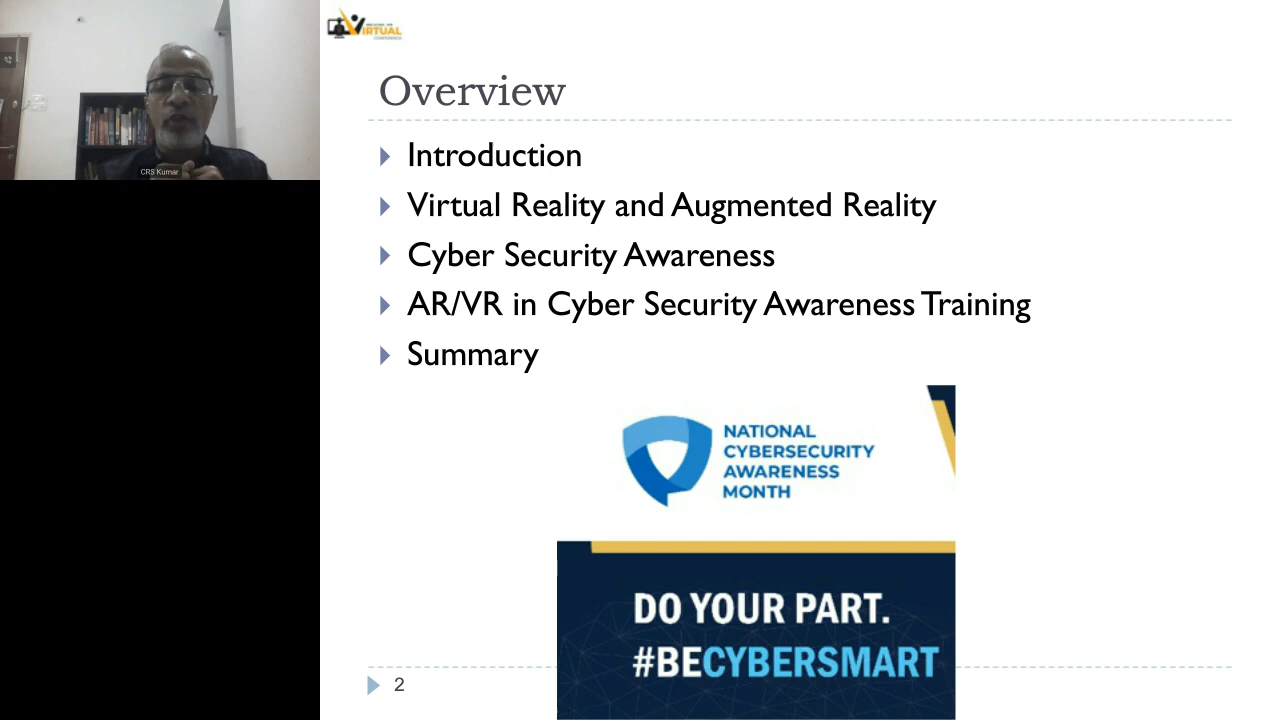 CRS Kumar
VIRTUAL
Overview
Introduction
Virtual Reality and Augmented Reality
Cyber Security Awareness
AR/VR in Cyber Security Awareness Training
Summary
NATIONAL
CYBERSECURITY
AWARENESS
MONTH
DO YOUR PART.
#BECYBERSMART
2